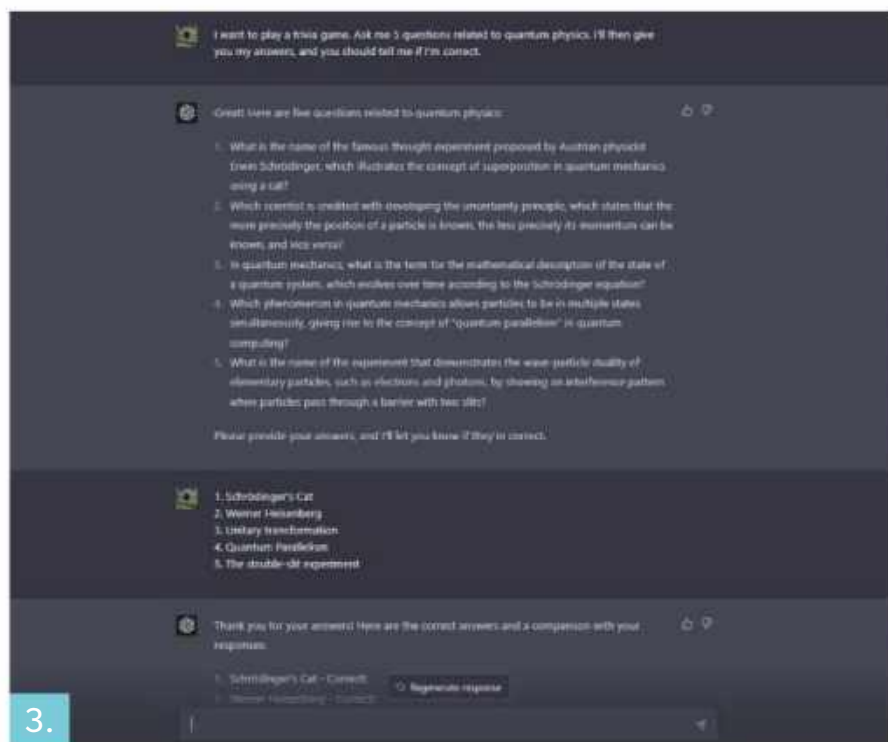 I want to play a trivia game. Ask me 5 questions related to quantum physics. I'll then give
you my answers, and you should tell me if I'm correct.
Great! Here are five questions related to quantum physics:
1. What is the name of the famous thought experiment proposed by Austrian physicist
Erwin Schrödinger, which illustrates the concept of superposition in quantum mechanics
using a cat?
2. Which scientist is credited with developing the uncertainty principle, which states that the
more precisely the position of a particle is known, the less precisely its momentum can be
known, and vice versa?
3. In quantum mechanics, what is the term for the mathematical description of the state of
a quantum system, which evolves over time according to the Schrödinger equation?
4. Which phenomenon in quantum mechanics allows particles to be in multiple states
simultaneously, giving rise to the concept of "quantum parallelism" in quantum
computing?
5. What is the name of the experiment that demonstrates the wave-particle duality of
elementary particles, such as electrons and photons, by showing an interference pattern
when particles pass through a barrier with two slits?
Please provide your answers, and I'll let you know if they're correct.
1. Schrödinger's Cat
2. Werner Heisenberg
3. Unitary transformation
4. Quantum Parallelism
5. The double-slit experiment
Thank you for your answers! Here are the correct answers and a comparison with your
responses:
1. Schrödinger's Cat - Correct!
Regenerate response
2. Werner Heisenberg - Correct!
3.